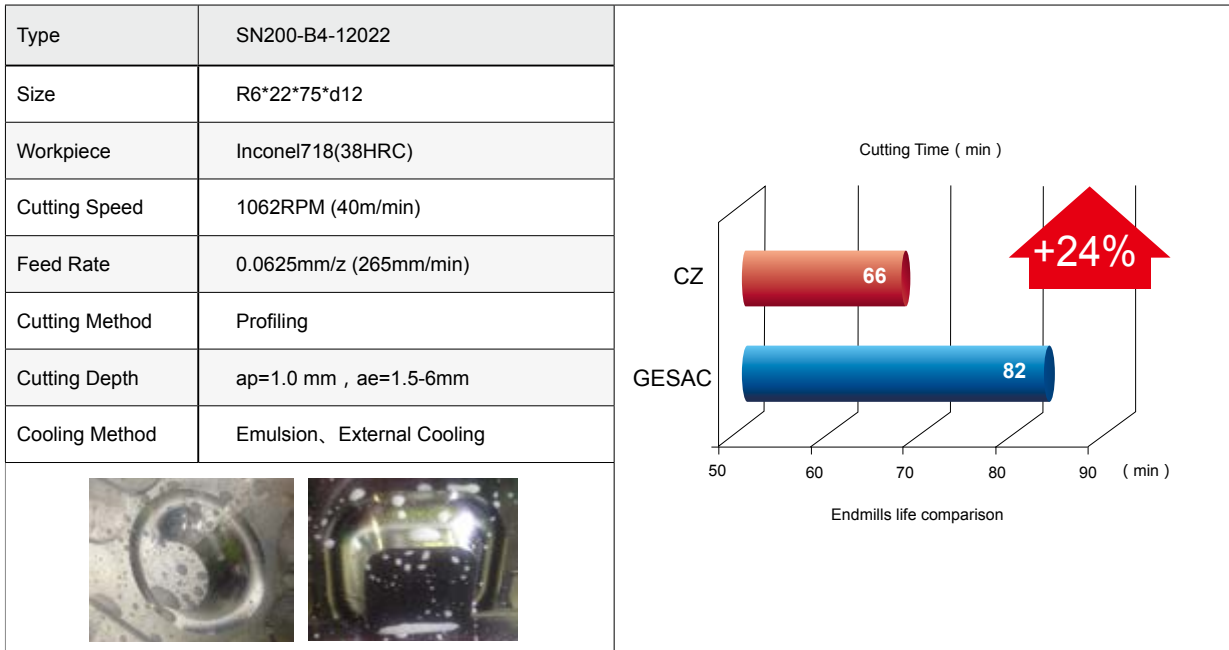 Type SN200-B4-12022
Size R6*22*75*d12
Workpiece Inconel718(38HRC)
Cutting Speed 1062RPM (40m/min)
Feed Rate 0.0625mm/z (265mm/min)
Cutting Method Profiling
Cutting Depth ap=1.0 mm , ae=1.5-6mm
Cooling Method Emulsion、External Cooling
Cutting Time ( min )
+24%
CZ 66
GESAC 82
50 60 70 80 90 ( min )
Endmills life comparison